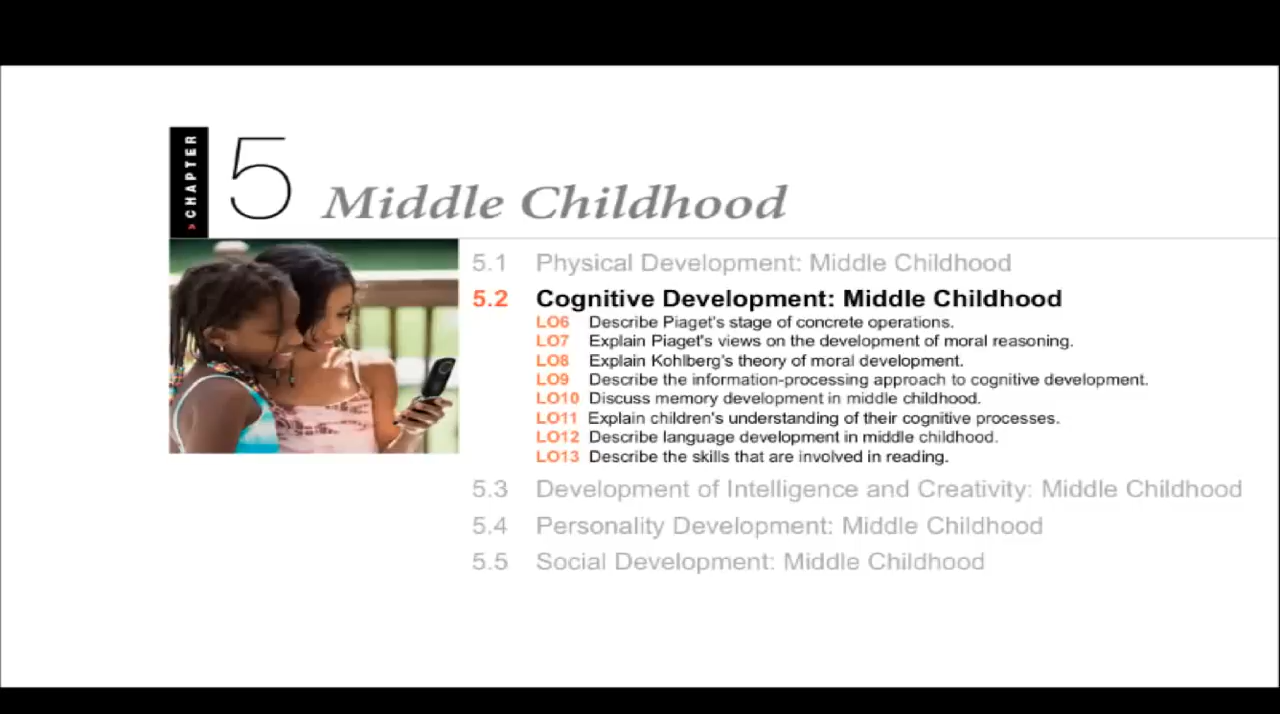 > CHAPTER
5
Middle Childhood
5.1 Physical Development: Middle Childhood
5.2 Cognitive Development: Middle Childhood
LO6 Describe Piaget's stage of concrete operations.
LO7 Explain Piaget's views on the development of moral reasoning.
LO8 Explain Kohlberg's theory of moral development.
LO9 Describe the information-processing approach to cognitive development.
LO10 Discuss memory development in middle childhood.
LO11 Explain children's understanding of their cognitive processes.
LO12 Describe language development in middle childhood.
LO13 Describe the skills that are involved in reading.
5.3 Development of Intelligence and Creativity: Middle Childhood
5.4 Personality Development: Middle Childhood
5.5 Social Development: Middle Childhood